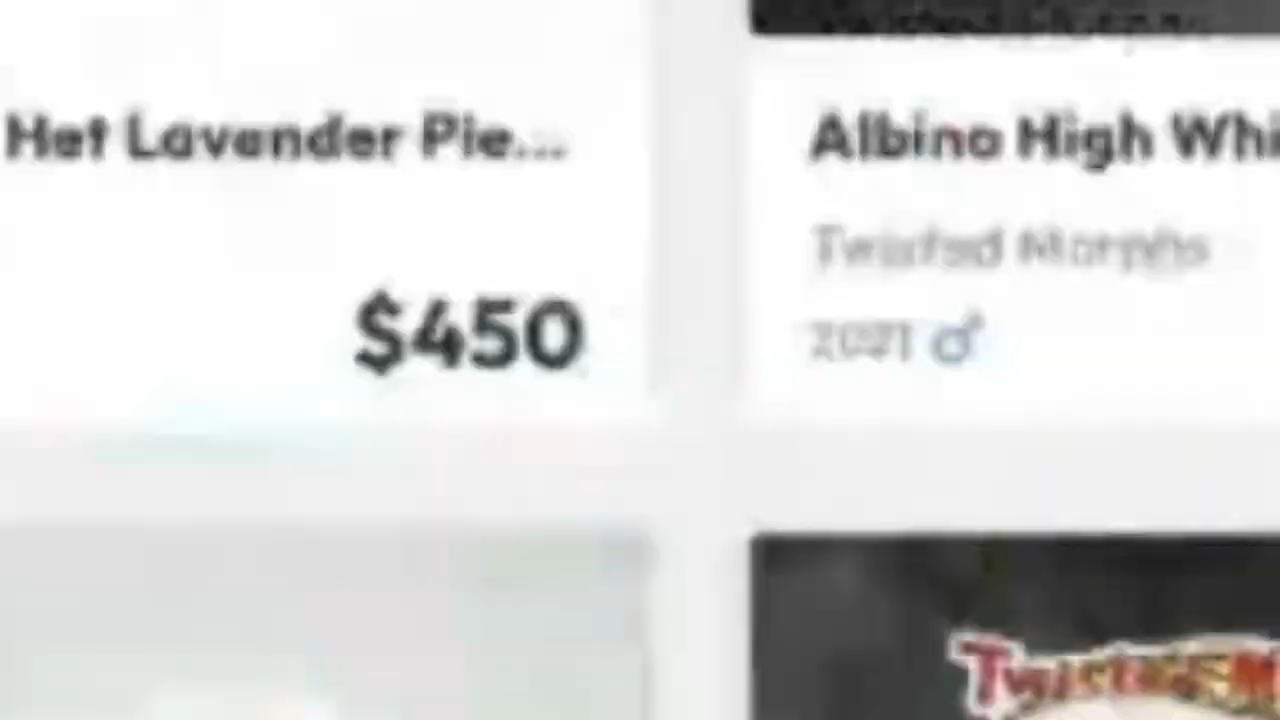 Het Lavender Pie...
$450
Albino High Whi
Twisted Morphs
2021 ♂